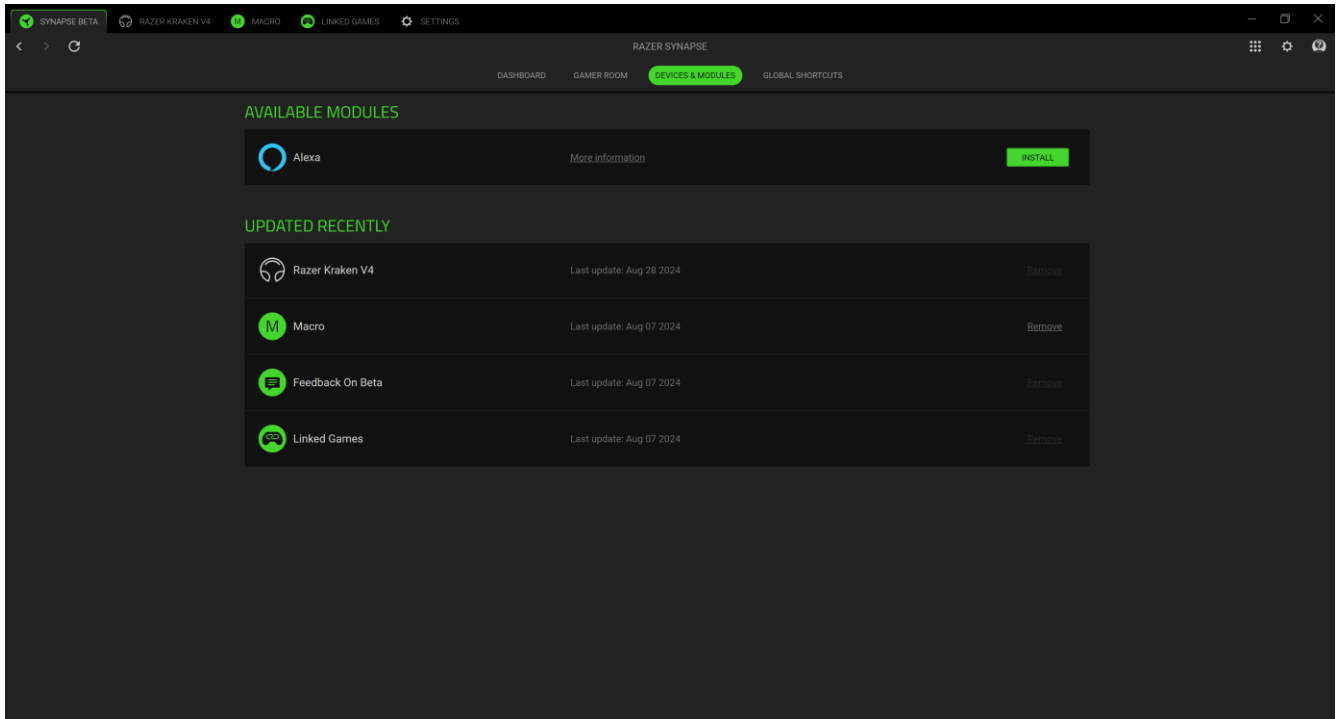 SYNAPSE BETA RAZER KRAKEN V4 M MACRO LINKED GAMES SETTINGS
RAZER SYNAPSE
DASHBOARD GAMER ROOM DEVICES & MODULES GLOBAL SHORTCUTS
AVAILABLE MODULES
Alexa More information INSTALL
UPDATED RECENTLY
Razer Kraken V4 Last update: Aug 28 2024 Remove
M Macro Last update: Aug 07 2024 Remove
Feedback On Beta Last update: Aug 07 2024 Remove
Linked Games Last update: Aug 07 2024 Remove